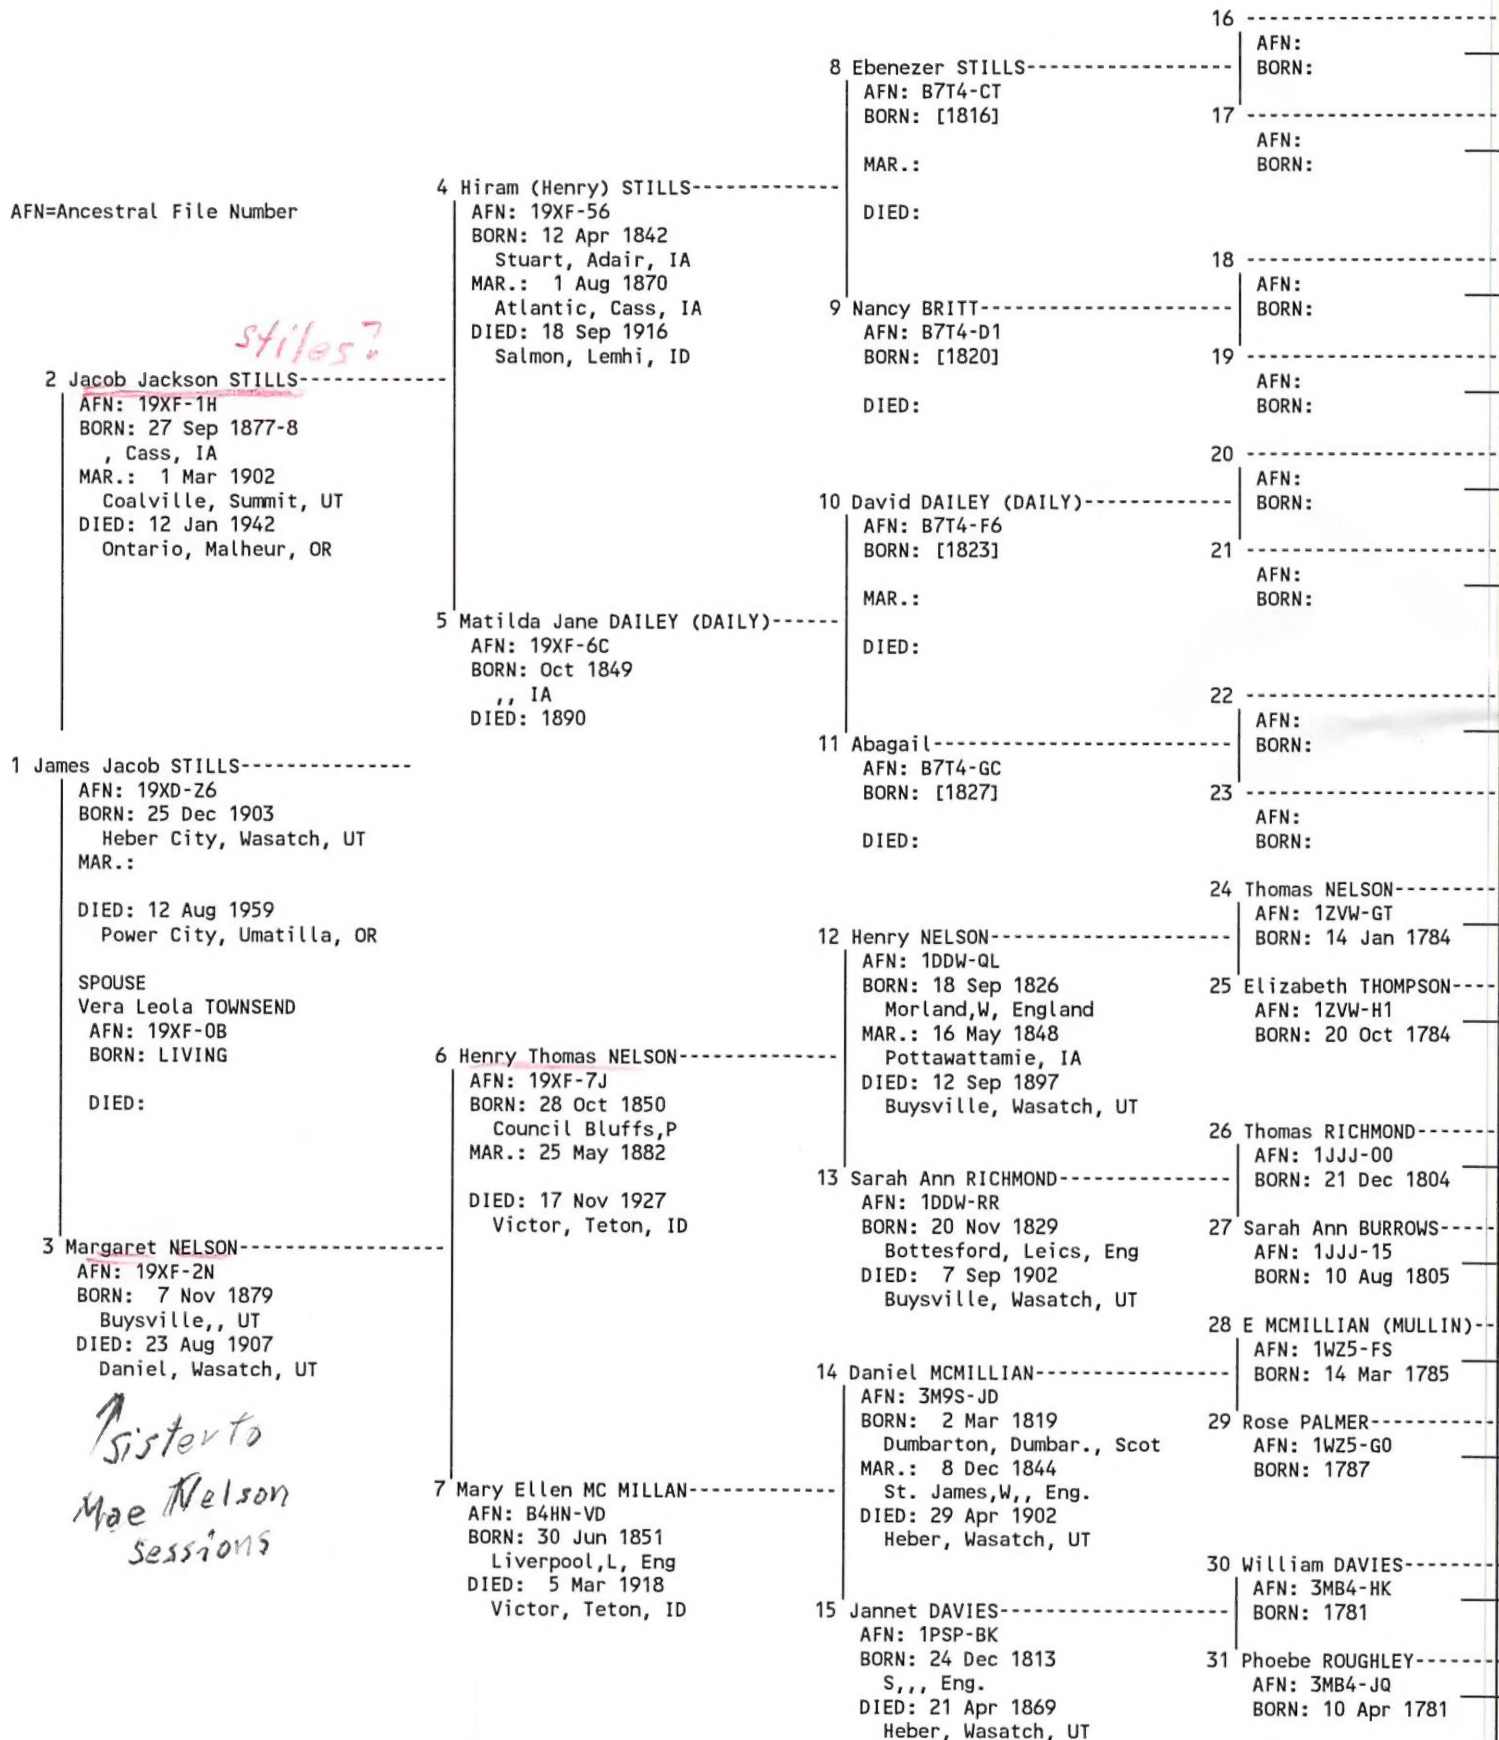 AFN=Ancestral File Number
stiles?
1 James Jacob STILLS--------------
AFN: 19XD-Z6
BORN: 25 Dec 1903
Heber City, Wasatch, UT
MAR.:
DIED: 12 Aug 1959
Power City, Umatilla, OR
SPOUSE
Vera Leola TOWNSEND
AFN: 19XF-0B
BORN: LIVING
DIED:
2 Jacob Jackson STILLS------------
AFN: 19XF-1H
BORN: 27 Sep 1877-8
, Cass, IA
MAR.: 1 Mar 1902
Coalville, Summit, UT
DIED: 12 Jan 1942
Ontario, Malheur, OR
3 Margaret NELSON-----------------
AFN: 19XF-2N
BORN: 7 Nov 1879
Buysville,, UT
DIED: 23 Aug 1907
Daniel, Wasatch, UT
↑
sister to
Mae Nelson
sessions
4 Hiram (Henry) STILLS------------
AFN: 19XF-56
BORN: 12 Apr 1842
Stuart, Adair, IA
MAR.: 1 Aug 1870
Atlantic, Cass, IA
DIED: 18 Sep 1916
Salmon, Lemhi, ID
5 Matilda Jane DAILEY (DAILY)-----
AFN: 19XF-6C
BORN: Oct 1849
,, IA
DIED: 1890
6 Henry Thomas NELSON-------------
AFN: 19XF-7J
BORN: 28 Oct 1850
Council Bluffs,P
MAR.: 25 May 1882
DIED: 17 Nov 1927
Victor, Teton, ID
7 Mary Ellen MC MILLAN------------
AFN: B4HN-VD
BORN: 30 Jun 1851
Liverpool,L, Eng
DIED: 5 Mar 1918
Victor, Teton, ID
8 Ebenezer STILLS-----------------
AFN: B7T4-CT
BORN: [1816]
MAR.:
DIED:
9 Nancy BRITT---------------------
AFN: B7T4-D1
BORN: [1820]
DIED:
10 David DAILEY (DAILY)------------
AFN: B7T4-F6
BORN: [1823]
MAR.:
DIED:
11 Abagail-------------------------
AFN: B7T4-GC
BORN: [1827]
DIED:
12 Henry NELSON--------------------
AFN: 1DDW-QL
BORN: 18 Sep 1826
Morland,W, England
MAR.: 16 May 1848
Pottawattamie, IA
DIED: 12 Sep 1897
Buysville, Wasatch, UT
13 Sarah Ann RICHMOND--------------
AFN: 1DDW-RR
BORN: 20 Nov 1829
Bottesford, Leics, Eng
DIED: 7 Sep 1902
Buysville, Wasatch, UT
14 Daniel MCMILLIAN----------------
AFN: 3M9S-JD
BORN: 2 Mar 1819
Dumbarton, Dumbar., Scot
MAR.: 8 Dec 1844
St. James,W,, Eng.
DIED: 29 Apr 1902
Heber, Wasatch, UT
15 Jannet DAVIES-------------------
AFN: 1PSP-BK
BORN: 24 Dec 1813
S,,, Eng.
DIED: 21 Apr 1869
Heber, Wasatch, UT
16 ---------------------
AFN:
BORN:
17 ---------------------
AFN:
BORN:
18 ---------------------
AFN:
BORN:
19 ---------------------
AFN:
BORN:
20 ---------------------
AFN:
BORN:
21 ---------------------
AFN:
BORN:
22 ---------------------
AFN:
BORN:
23 ---------------------
AFN:
BORN:
24 Thomas NELSON--------
AFN: 1ZVW-GT
BORN: 14 Jan 1784
25 Elizabeth THOMPSON----
AFN: 1ZVW-H1
BORN: 20 Oct 1784
26 Thomas RICHMOND-------
AFN: 1JJJ-00
BORN: 21 Dec 1804
27 Sarah Ann BURROWS-----
AFN: 1JJJ-15
BORN: 10 Aug 1805
28 E MCMILLIAN (MULLIN)--
AFN: 1WZ5-FS
BORN: 14 Mar 1785
29 Rose PALMER-----------
AFN: 1WZ5-G0
BORN: 1787
30 William DAVIES--------
AFN: 3MB4-HK
BORN: 1781
31 Phoebe ROUGHLEY-------
AFN: 3MB4-JQ
BORN: 10 Apr 1781